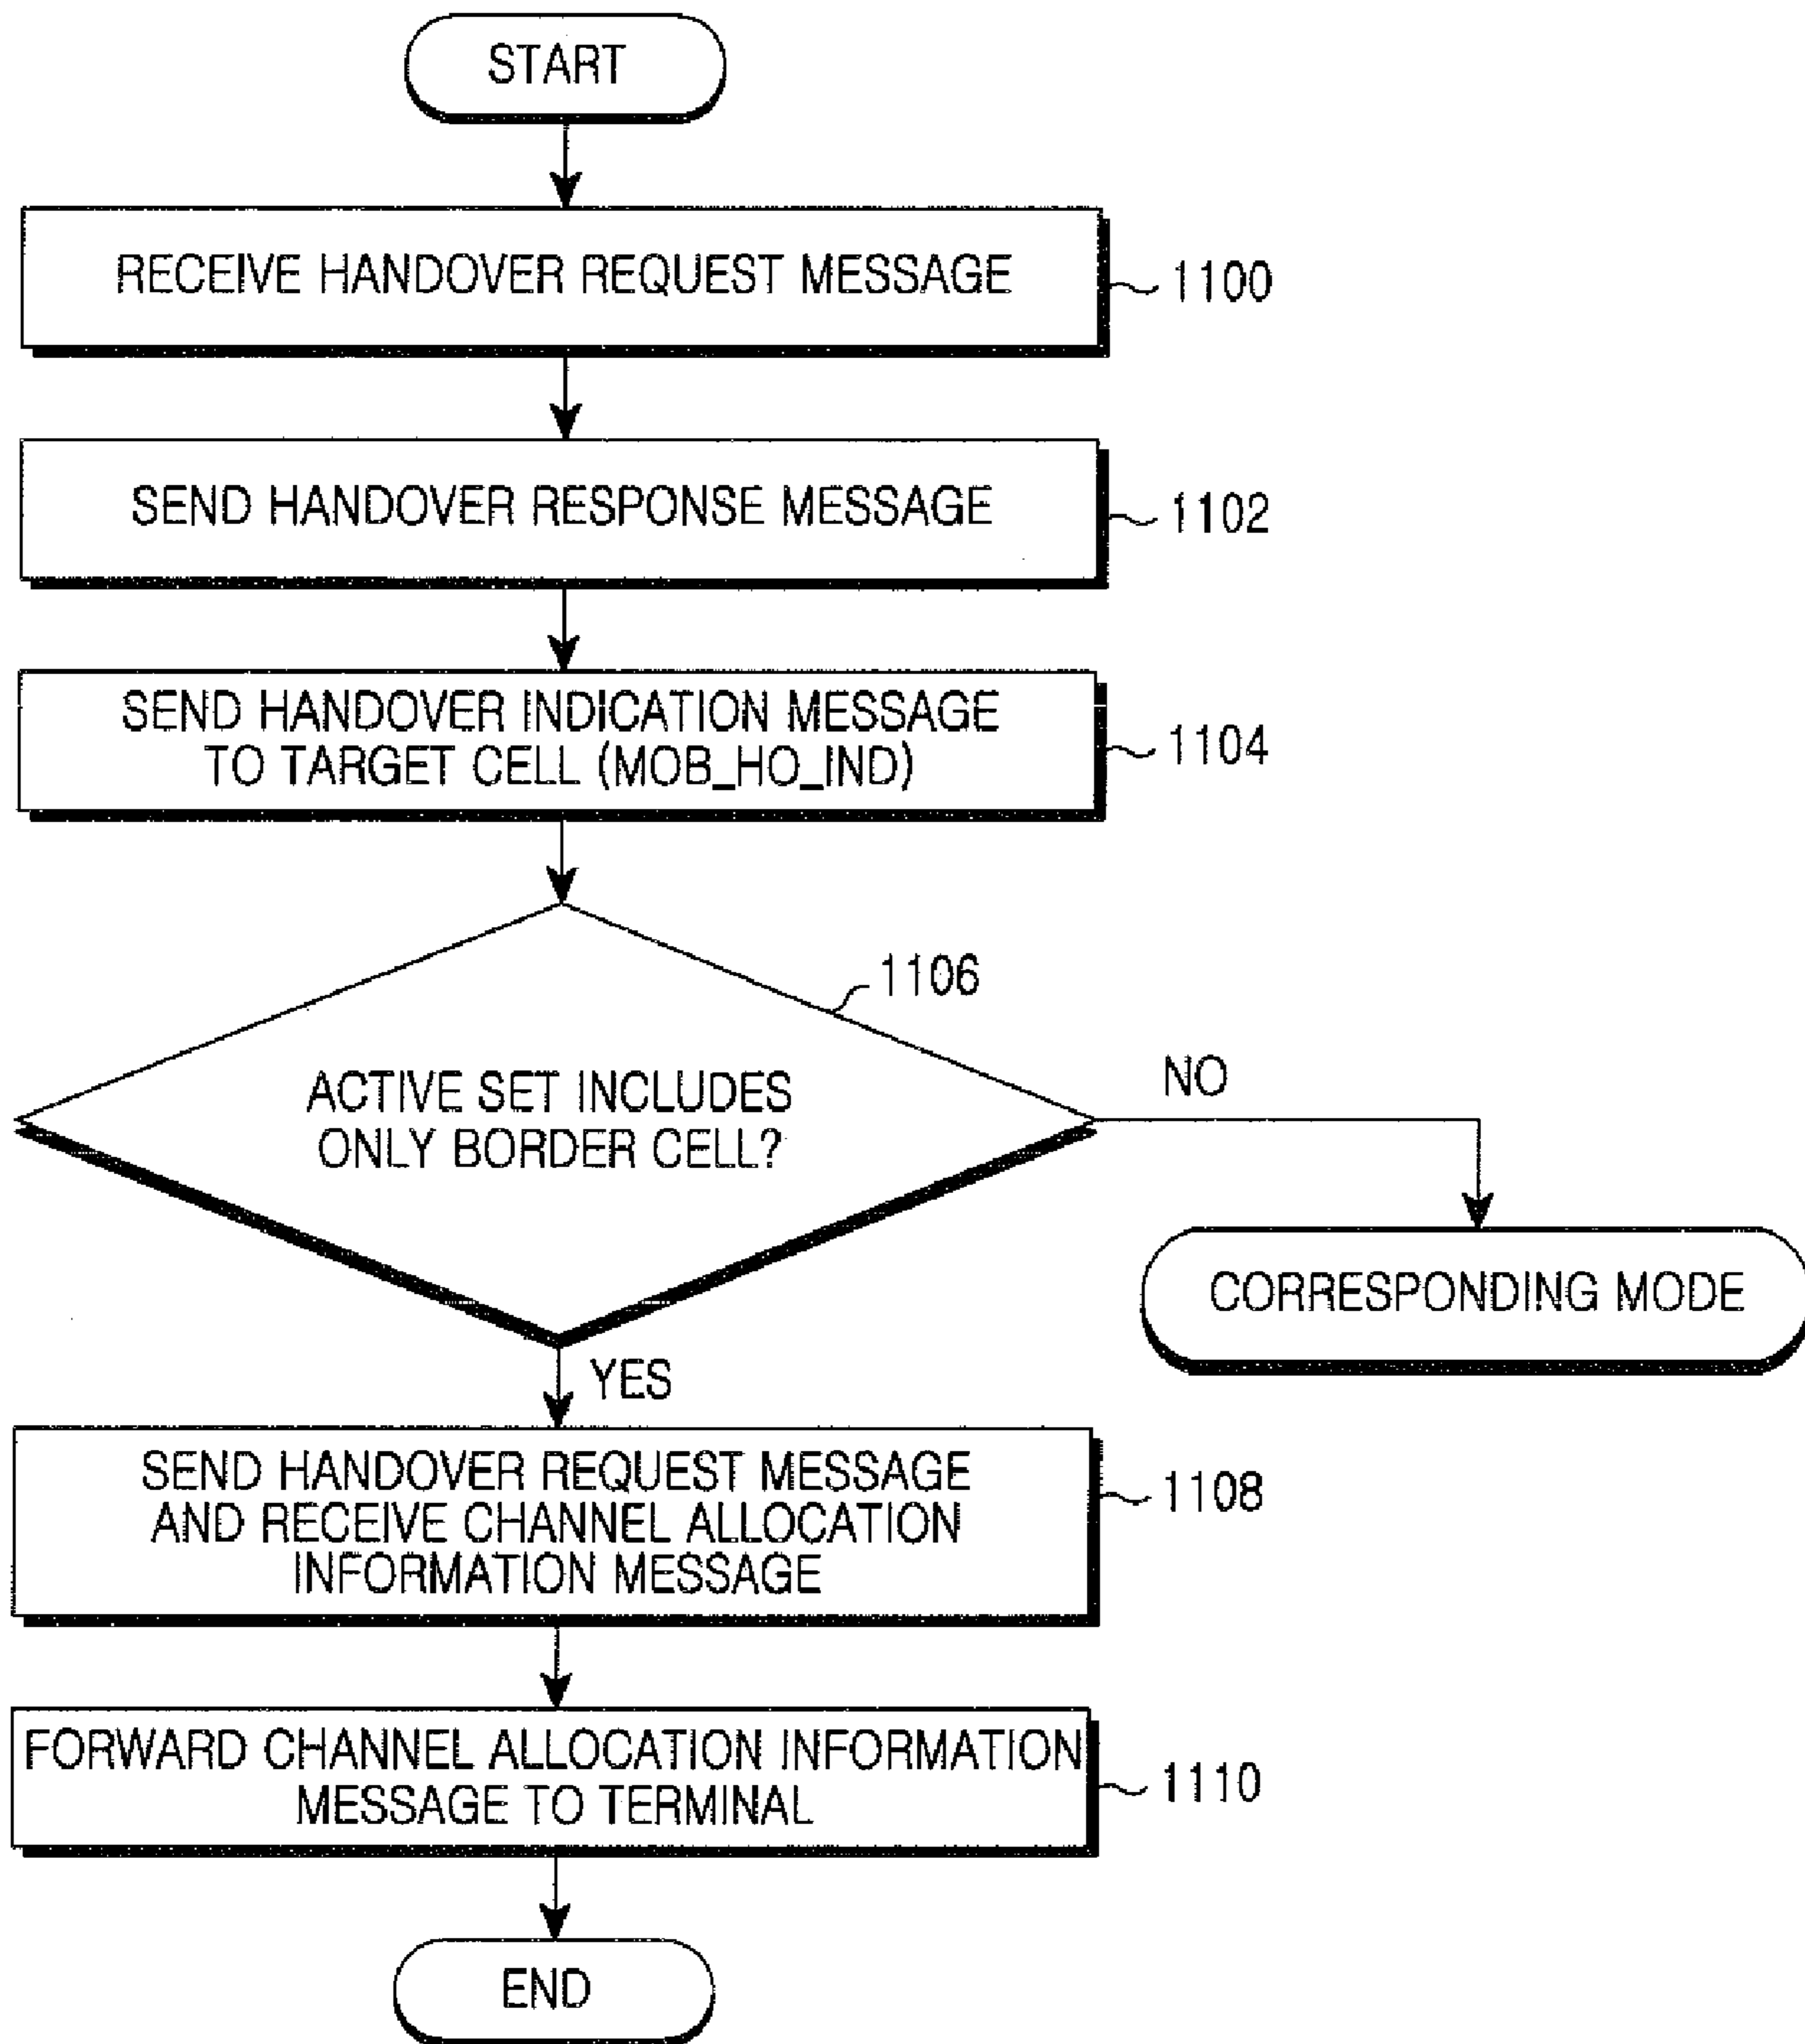 START
RECEIVE HANDOVER REQUEST MESSAGE
1100
SEND HANDOVER RESPONSE MESSAGE
1102
SEND HANDOVER INDICATION MESSAGE
TO TARGET CELL (MOB_HO_IND)
1104
1106
ACTIVE SET INCLUDES
ONLY BORDER CELL?
NO
CORRESPONDING MODE
YES
SEND HANDOVER REQUEST MESSAGE
AND RECEIVE CHANNEL ALLOCATION
INFORMATION MESSAGE
1108
FORWARD CHANNEL ALLOCATION INFORMATION
MESSAGE TO TERMINAL
1110
END